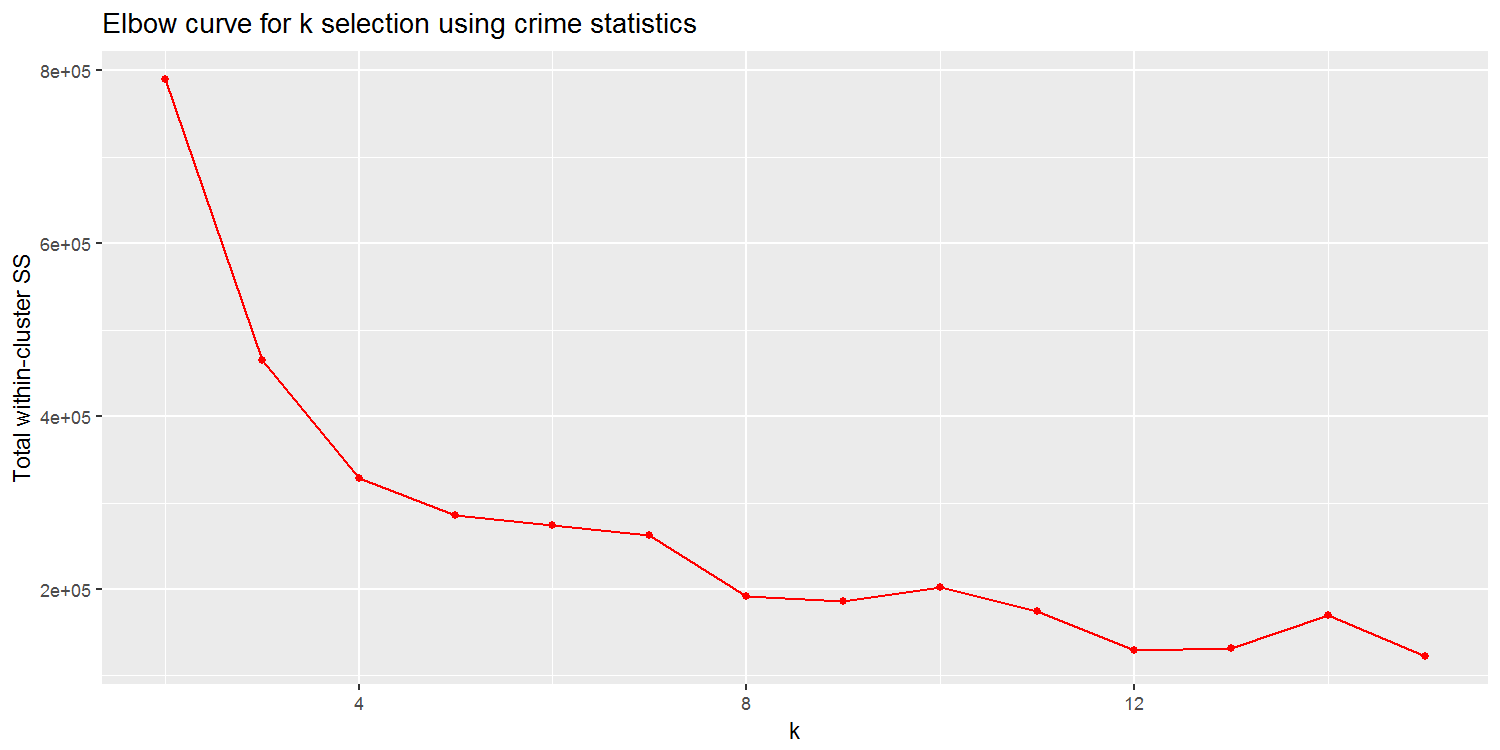 Elbow curve for k selection using crime statistics
Total within-cluster SS
8e+05
6e+05
4e+05
2e+05
4
8
12
k